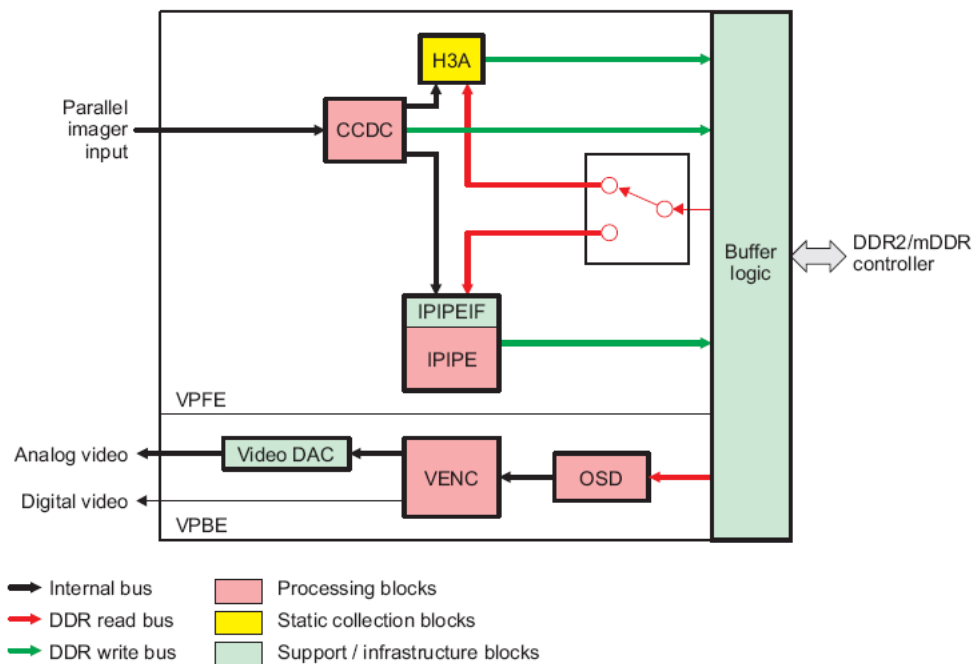 H3A
Parallel
imager
input
CCDC
Buffer
logic
DDR2/mDDR
controller
IPIPEIF
IPIPE
VPFE
Analog video
Video DAC
VENC
OSD
Digital video
VPBE
Internal bus
Processing blocks
DDR read bus
Static collection blocks
DDR write bus
Support / infrastructure blocks